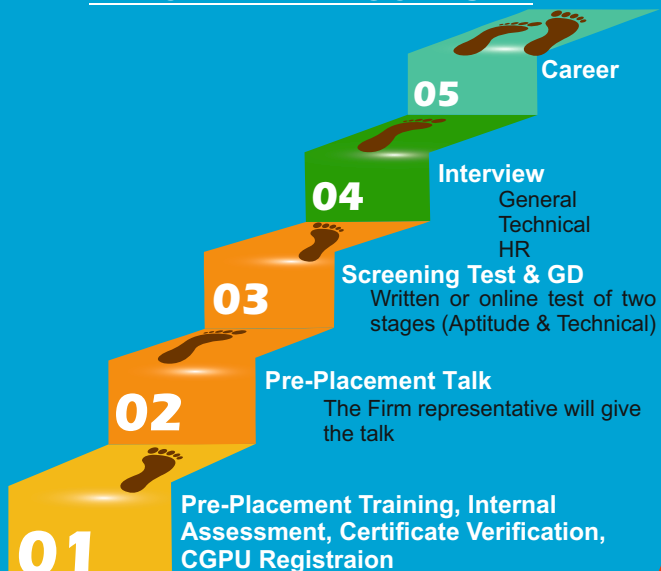 05
Career
04
Interview
General
Technical
HR
03
Screening Test & GD
Written or online test of two
stages (Aptitude & Technical)
02
Pre-Placement Talk
The Firm representative will give
the talk
01
Pre-Placement Training, Internal
Assessment, Certificate Verification,
CGPU Registraion